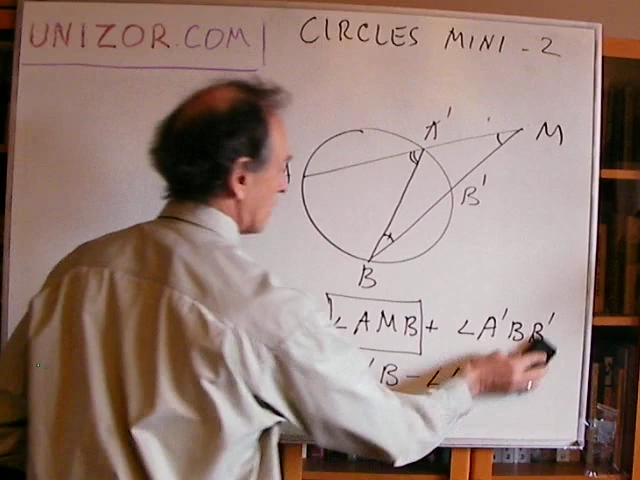 UNIZOR.COM
CIRCLES MINI - 2
A'
M
B'
B
∠AMB + ∠A'BB'
'B - ∠